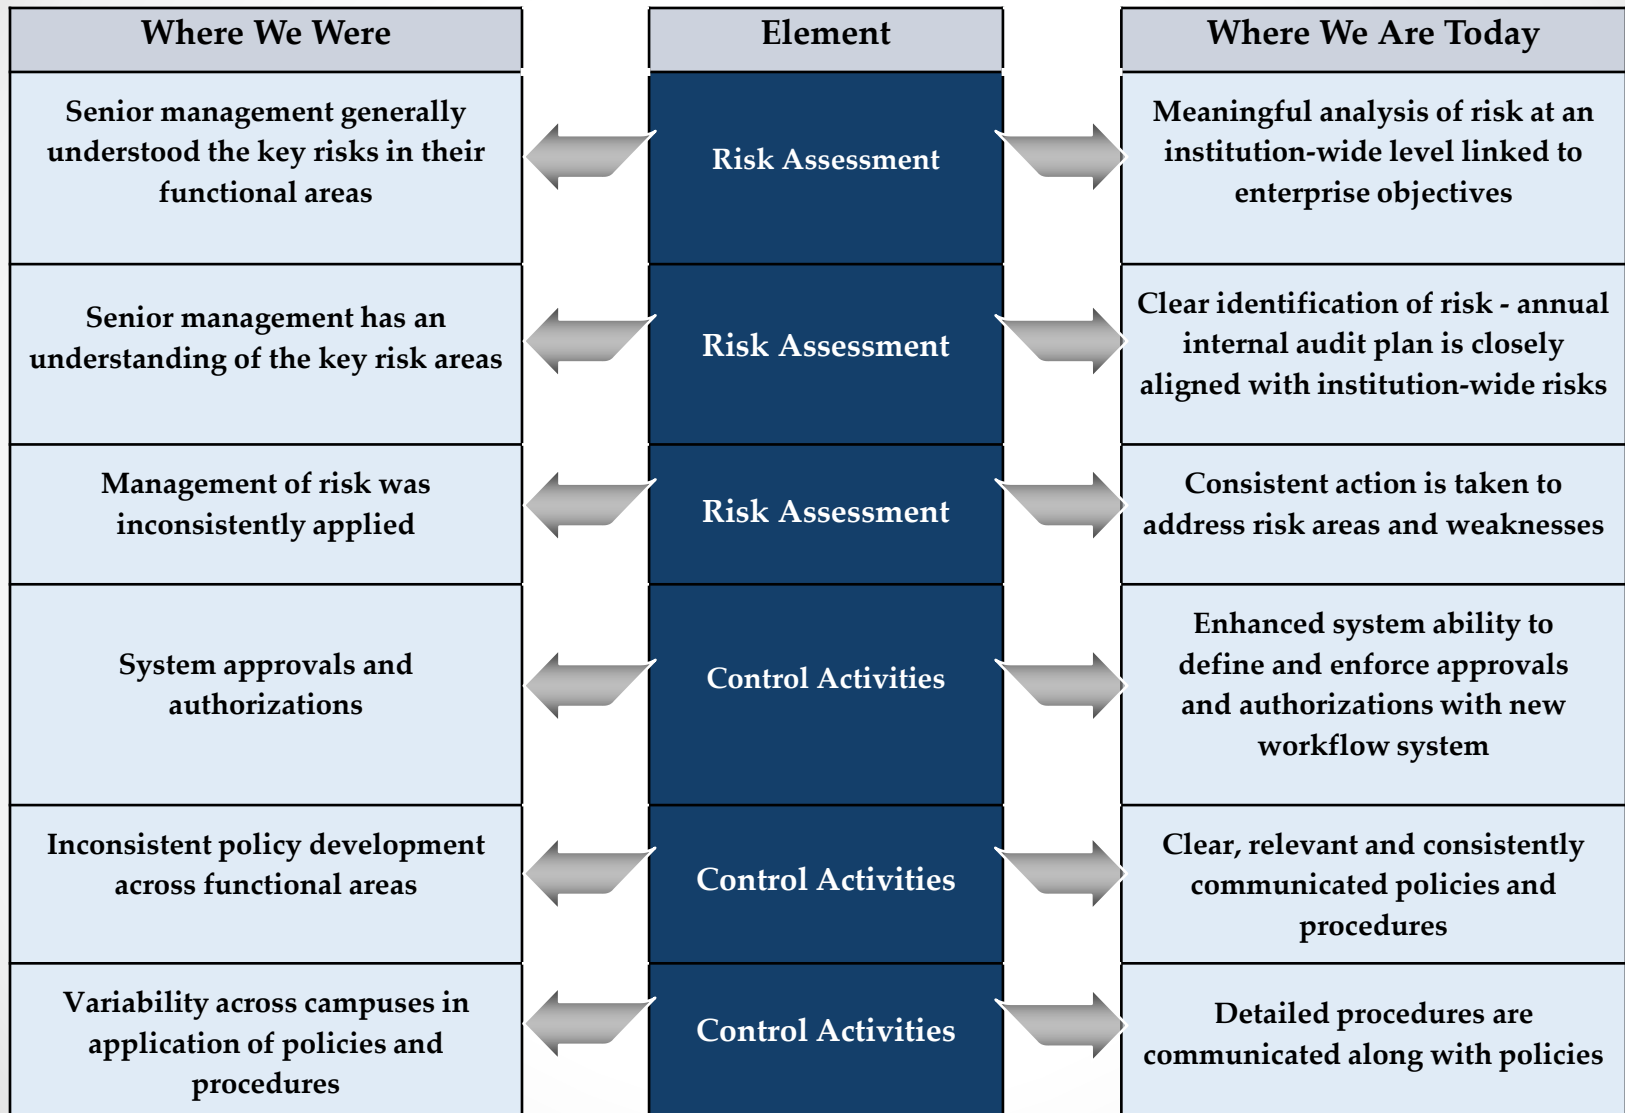 Where We Were
Element
Where We Are Today
Senior management generally
understood the key risks in their
functional areas
Risk Assessment
Meaningful analysis of risk at an
institution-wide level linked to
enterprise objectives
Senior management has an
understanding of the key risk areas
Risk Assessment
Clear identification of risk - annual
internal audit plan is closely
aligned with institution-wide risks
Management of risk was
inconsistently applied
Risk Assessment
Consistent action is taken to
address risk areas and weaknesses
System approvals and
authorizations
Control Activities
Enhanced system ability to
define and enforce approvals
and authorizations with new
workflow system
Inconsistent policy development
across functional areas
Control Activities
Clear, relevant and consistently
communicated policies and
procedures
Variability across campuses in
application of policies and
procedures
Control Activities
Detailed procedures are
communicated along with policies